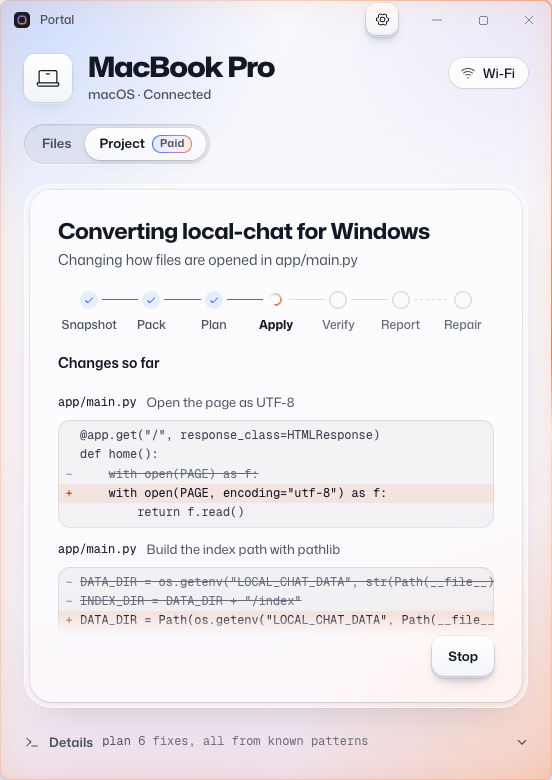 Portal
MacBook Pro
macOS · Connected
Wi-Fi
Files
Project Paid
Converting local-chat for Windows
Changing how files are opened in app/main.py
Snapshot Pack Plan Apply Verify Report Repair
Changes so far
app/main.py Open the page as UTF-8
@app.get("/", response_class=HTMLResponse)
def home():
- with open(PAGE) as f:
+ with open(PAGE, encoding="utf-8") as f:
return f.read()
app/main.py Build the index path with pathlib
- DATA_DIR = os.getenv("LOCAL_CHAT_DATA", str(Path(__file__)
- INDEX_DIR = DATA_DIR + "/index"
+ DATA_DIR = Path(os.getenv("LOCAL_CHAT_DATA", Path(__file__
Stop
Details plan 6 fixes, all from known patterns